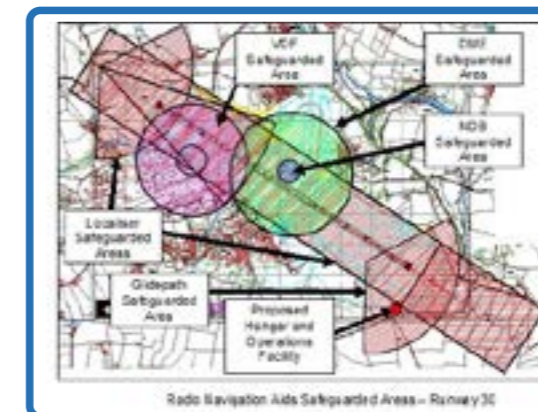 VDF
Safeguarded
Area
DME
Safeguarded
Area
NDB
Safeguarded
Area
Localiser
Safeguarded
Areas
Glidepath
Safeguarded
Area
Proposed
Hangar and
Operations
Facility
Radio Navigation Aids Safeguarded Areas – Runway 30